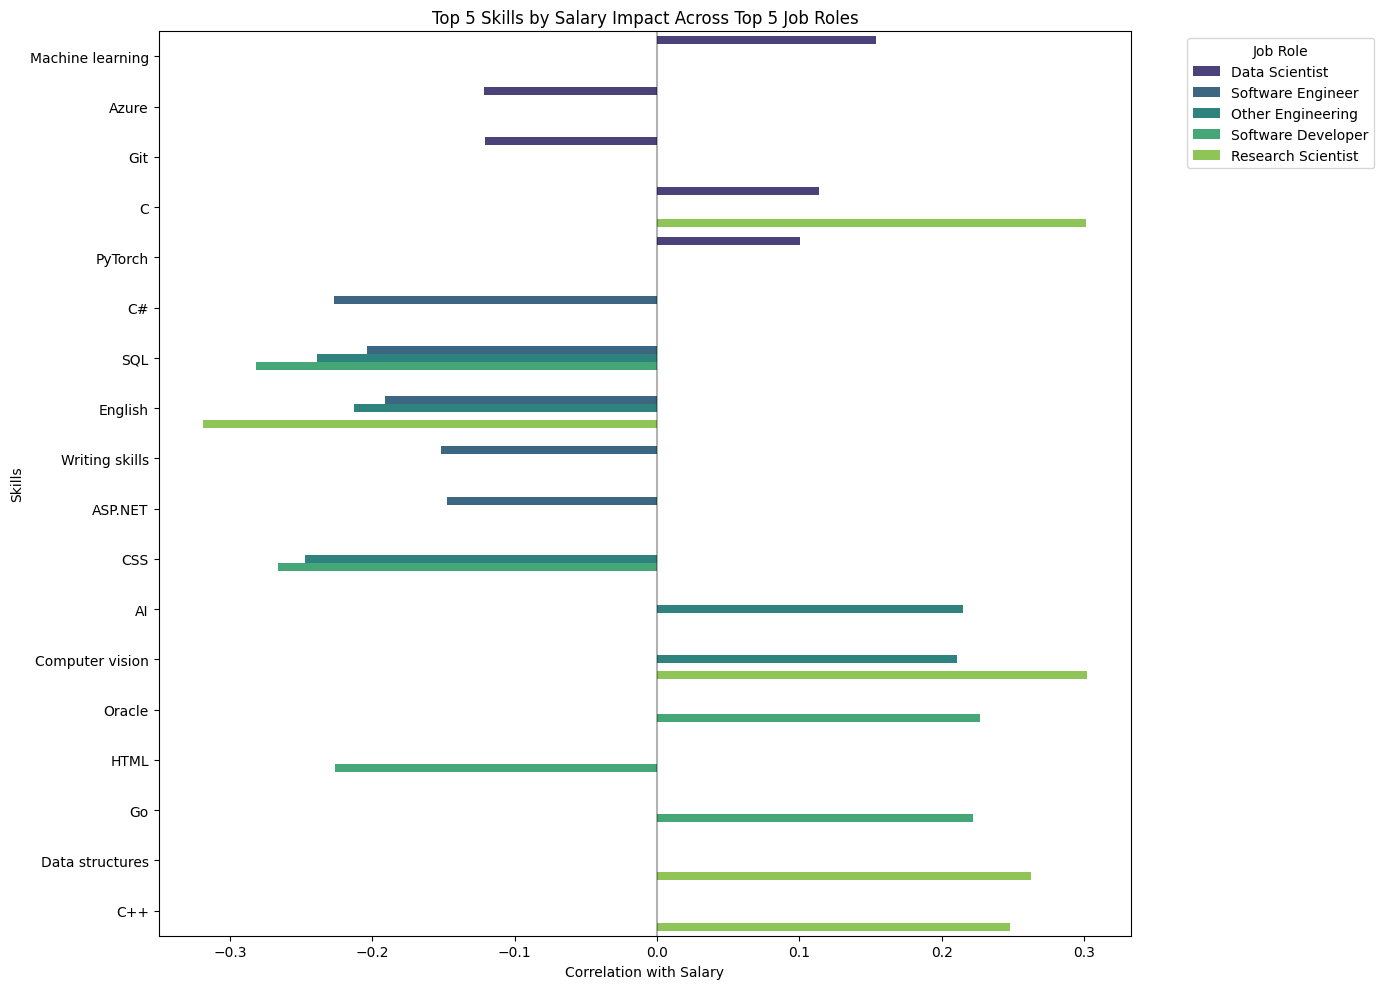 Top 5 Skills by Salary Impact Across Top 5 Job Roles
Machine learning
Azure
Git
C
PyTorch
C#
SQL
English
Writing skills
ASP.NET
CSS
AI
Computer vision
Oracle
HTML
Go
Data structures
C++
Skills
−0.3
−0.2
−0.1
0.0
0.1
0.2
0.3
Correlation with Salary
Job Role
Data Scientist
Software Engineer
Other Engineering
Software Developer
Research Scientist